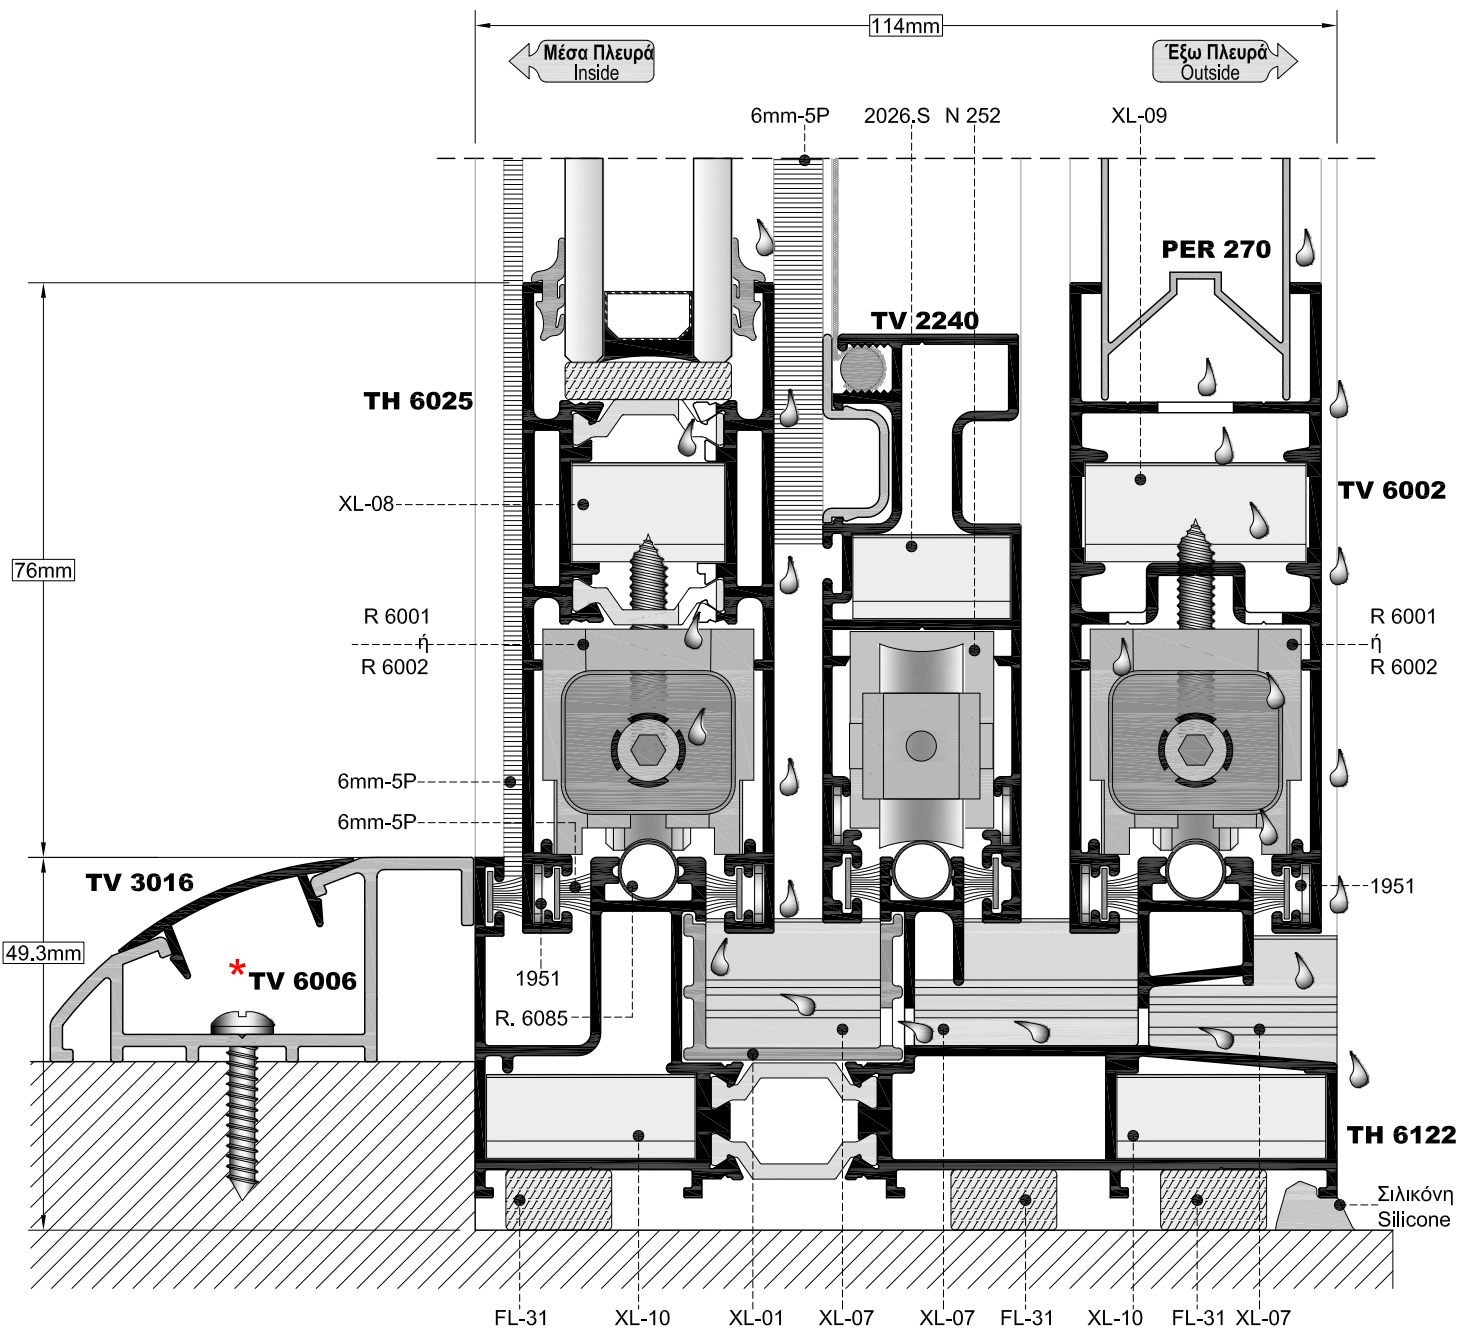 114mm
Μέσα Πλευρά
Inside
Έξω Πλευρά
Outside
6mm-5P
2026.S
N 252
XL-09
PER 270
TV 2240
TH 6025
XL-08
TV 6002
76mm
R 6001
ή
R 6002
R 6001
ή
R 6002
6mm-5P
6mm-5P
TV 3016
1951
49.3mm
*TV 6006
1951
R. 6085
TH 6122
Σιλικόνη
Silicone
FL-31
XL-10
XL-01
XL-07
XL-07
FL-31
XL-10
FL-31
XL-07